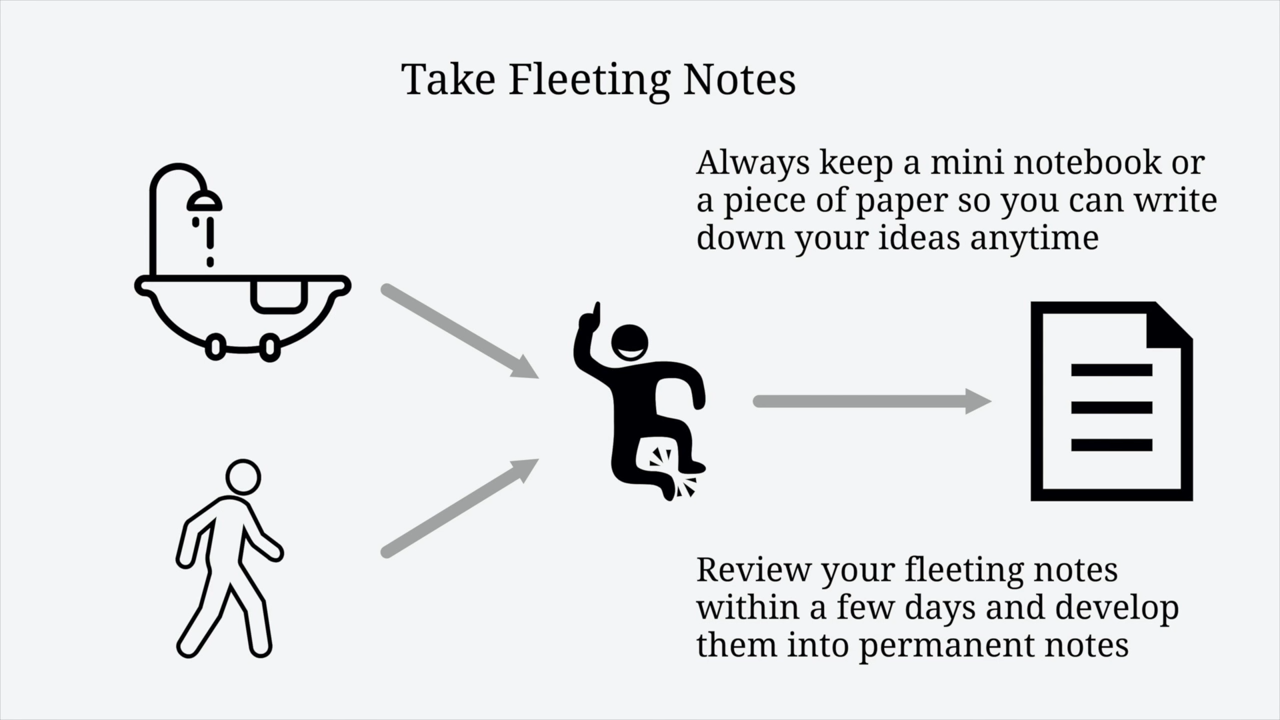 Take Fleeting Notes
Always keep a mini notebook or
a piece of paper so you can write
down your ideas anytime
Review your fleeting notes
within a few days and develop
them into permanent notes